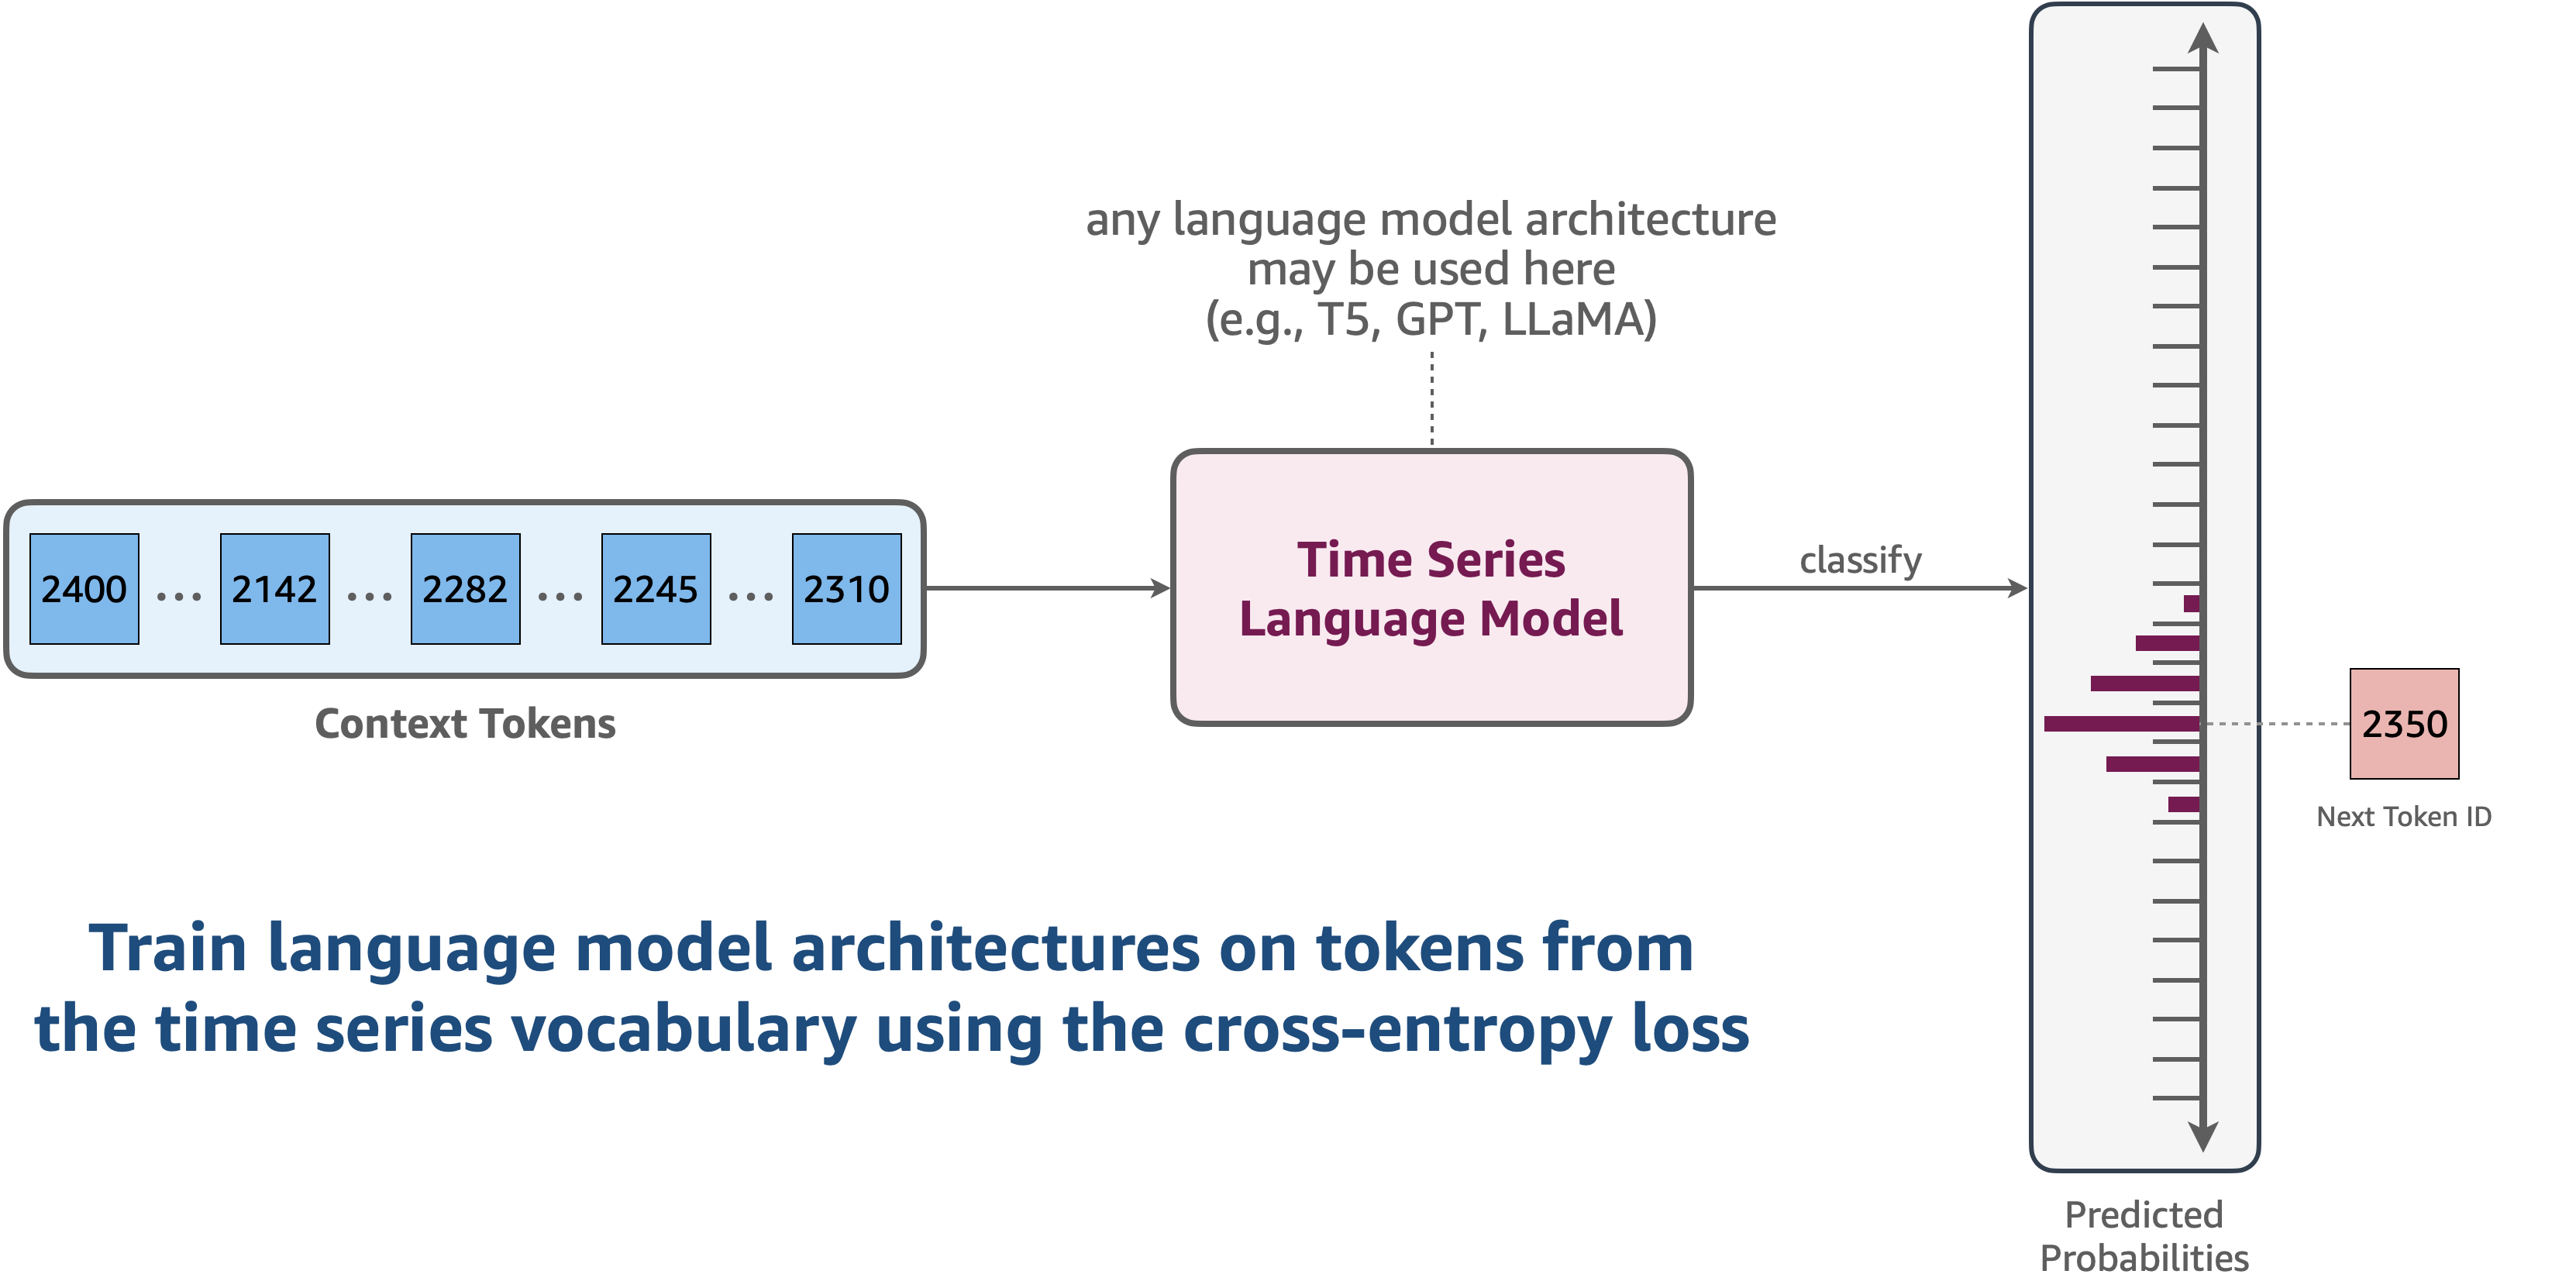 any language model architecture
may be used here
(e.g., T5, GPT, LLaMA)
2400 ... 2142 ... 2282 ... 2245 ... 2310
Context Tokens
Time Series
Language Model
classify
2350
Next Token ID
Train language model architectures on tokens from
the time series vocabulary using the cross-entropy loss
Predicted
Probabilities